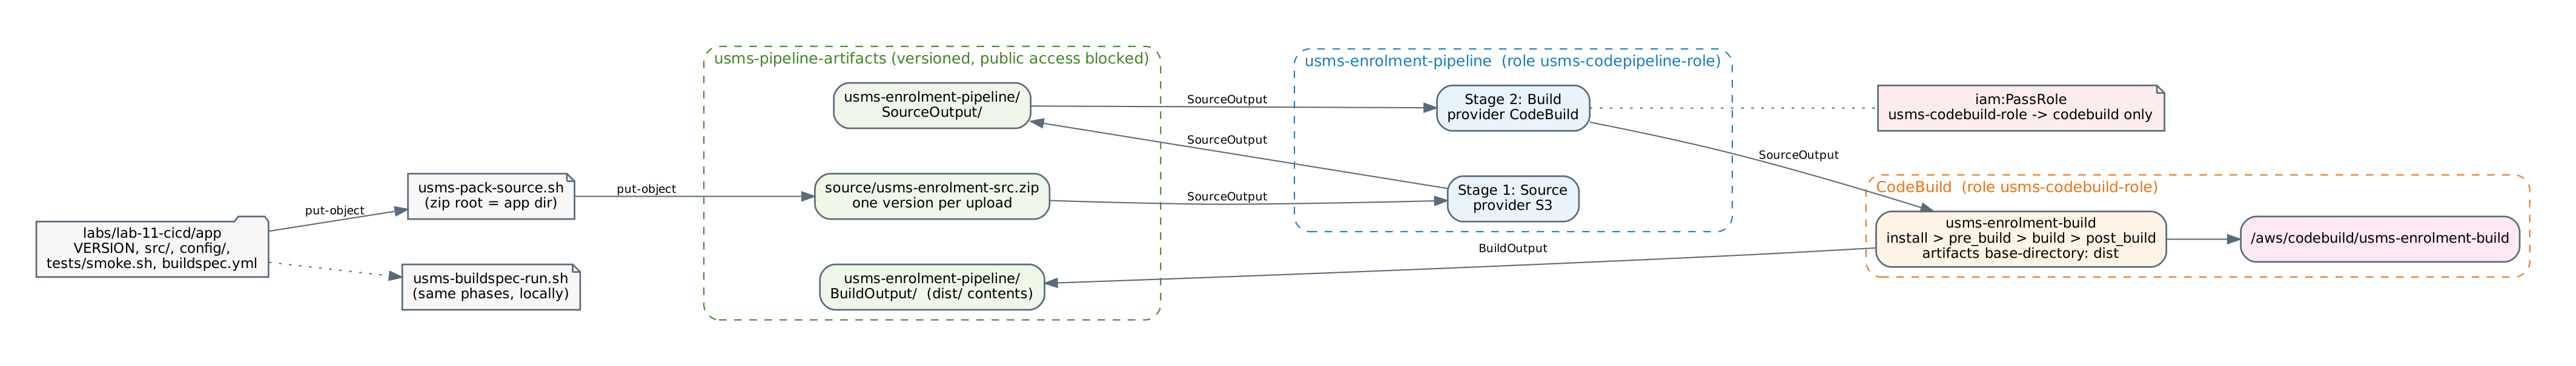 labs/lab-11-cicd/app
VERSION, src/, config/,
tests/smoke.sh, buildspec.yml
put-object
usms-pack-source.sh
(zip root = app dir)
usms-buildspec-run.sh
(same phases, locally)
put-object
usms-pipeline-artifacts (versioned, public access blocked)
usms-enrolment-pipeline/
SourceOutput/
source/usms-enrolment-src.zip
one version per upload
usms-enrolment-pipeline/
BuildOutput/  (dist/ contents)
SourceOutput
SourceOutput
SourceOutput
BuildOutput
usms-enrolment-pipeline  (role usms-codepipeline-role)
Stage 2: Build
provider CodeBuild
Stage 1: Source
provider S3
SourceOutput
iam:PassRole
usms-codebuild-role -> codebuild only
CodeBuild  (role usms-codebuild-role)
usms-enrolment-build
install > pre_build > build > post_build
artifacts base-directory: dist
/aws/codebuild/usms-enrolment-build